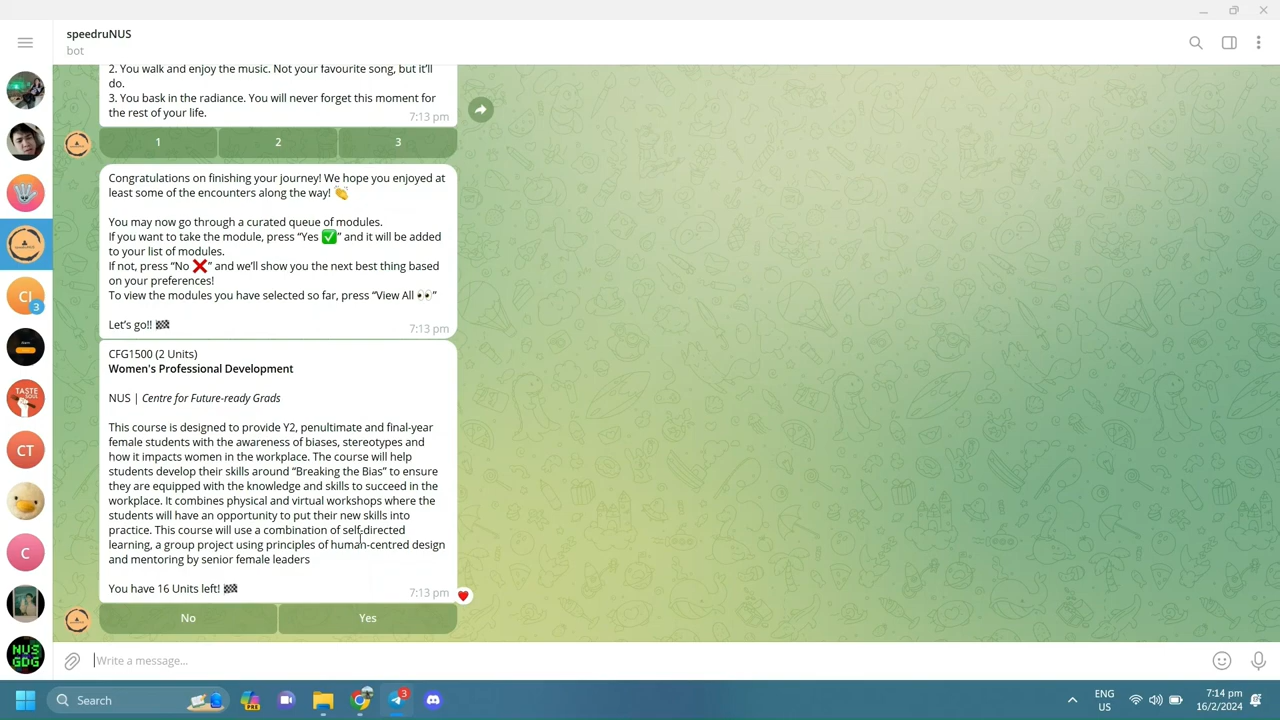 speedruNUS
bot
2. You walk and enjoy the music. Not your favourite song, but it'll
do.
3. You bask in the radiance. You will never forget this moment for
the rest of your life.
7:13 pm
1
2
3
Congratulations on finishing your journey! We hope you enjoyed at
least some of the encounters along the way! 👏
You may now go through a curated queue of modules.
If you want to take the module, press “Yes ✅” and it will be added
to your list of modules.
If not, press “No ❌” and we’ll show you the next best thing based
on your preferences!
To view the modules you have selected so far, press “View All 👀”
Let’s go!! 🏁
7:13 pm
CFG1500 (2 Units)
Women's Professional Development
NUS | Centre for Future-ready Grads
This course is designed to provide Y2, penultimate and final-year
female students with the awareness of biases, stereotypes and
how it impacts women in the workplace. The course will help
students develop their skills around “Breaking the Bias” to ensure
they are equipped with the knowledge and skills to succeed in the
workplace. It combines physical and virtual workshops where the
students will have an opportunity to put their new skills into
practice. This course will use a combination of self-directed
learning, a group project using principles of human-centred design
and mentoring by senior female leaders
You have 16 Units left! 🏁
7:13 pm
No
Yes
Write a message...
CI
3
TASTE
SOUL
CT
C
NUS
GDG
Search
PRE
3
ENG
US
7:14 pm
16/2/2024